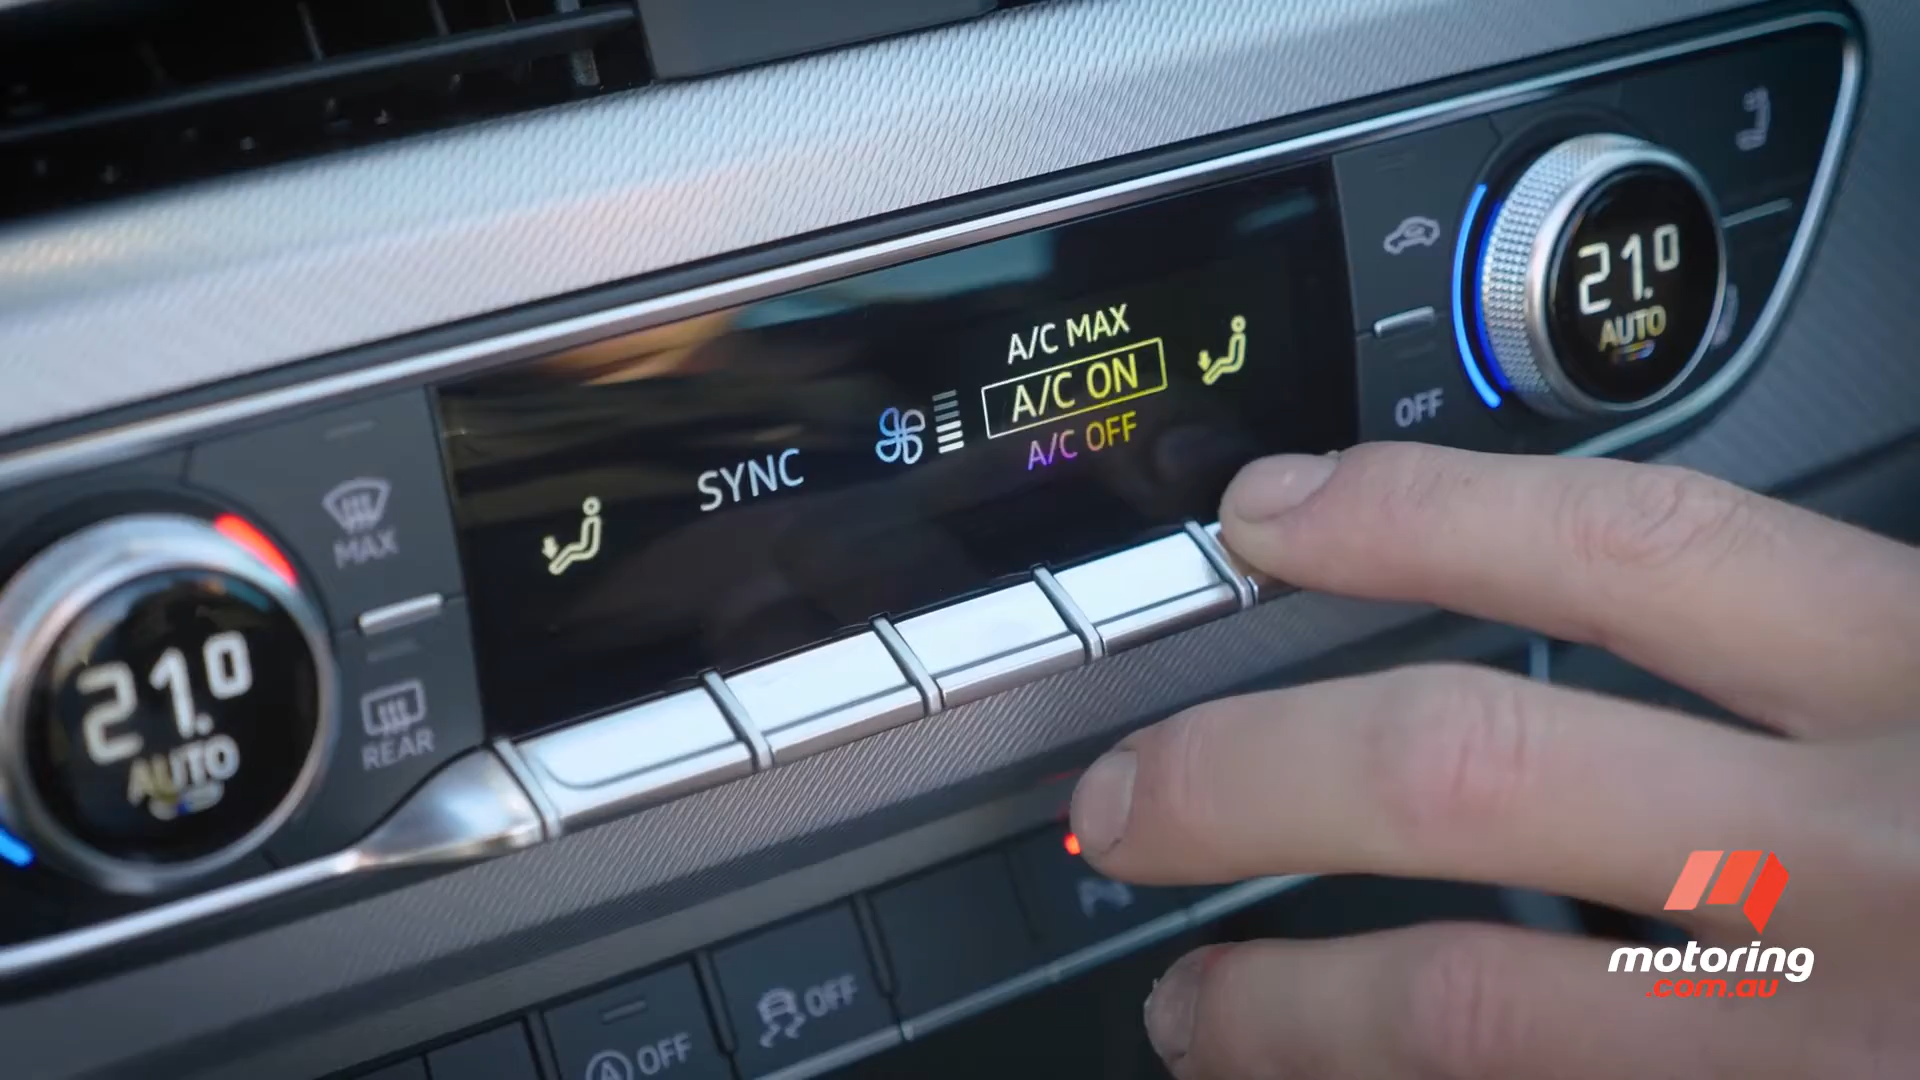 A/C MAX
A/C ON
A/C OFF
SYNC
21.0
AUTO
OFF
MAX
REAR
21.0
AUTO
OFF
A OFF
motoring
.com.au